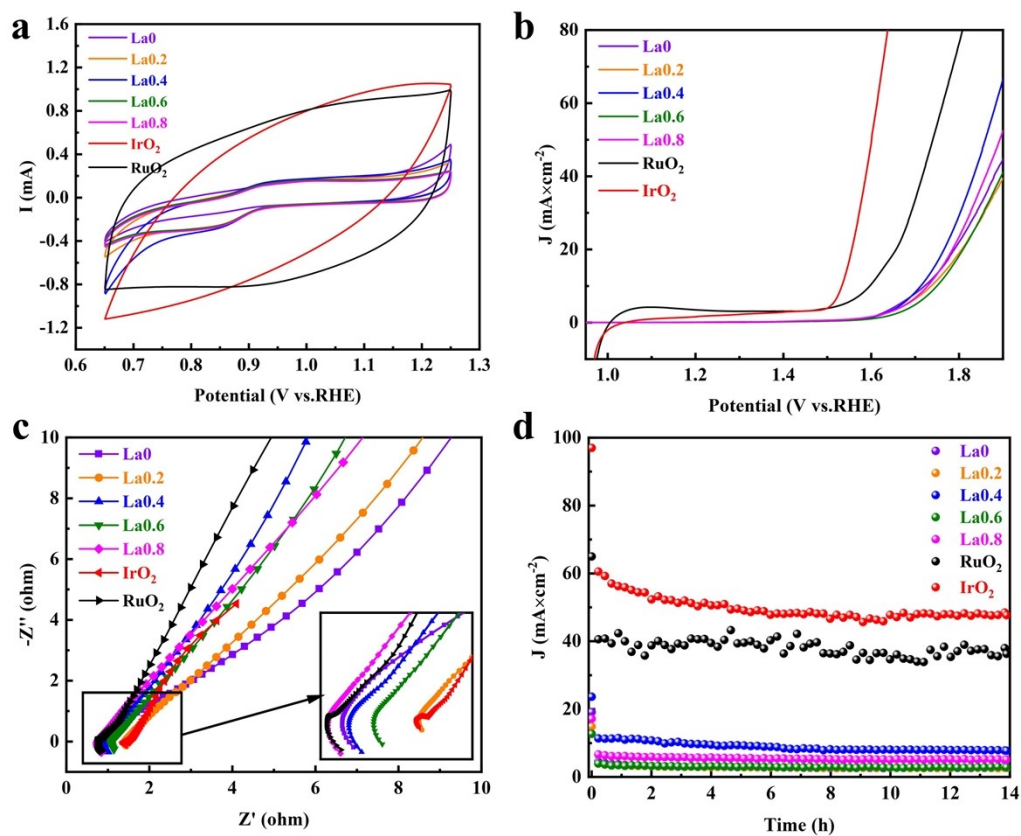 a
1.6
1.2
0.8
0.4
0.0
-0.4
-0.8
-1.2
I (mA)
La0
La0.2
La0.4
La0.6
La0.8
IrO₂
RuO₂
0.6 0.7 0.8 0.9 1.0 1.1 1.2 1.3
Potential (V vs.RHE)
b
80
60
40
20
0
J (mA×cm⁻²)
La0
La0.2
La0.4
La0.6
La0.8
RuO₂
IrO₂
1.0 1.2 1.4 1.6 1.8
Potential (V vs.RHE)
c
10
8
6
4
2
0
-Z'' (ohm)
La0
La0.2
La0.4
La0.6
La0.8
IrO₂
RuO₂
0 2 4 6 8 10
Z' (ohm)
d
100
80
60
40
20
0
J (mA×cm⁻²)
La0
La0.2
La0.4
La0.6
La0.8
RuO₂
IrO₂
0 2 4 6 8 10 12 14
Time (h)